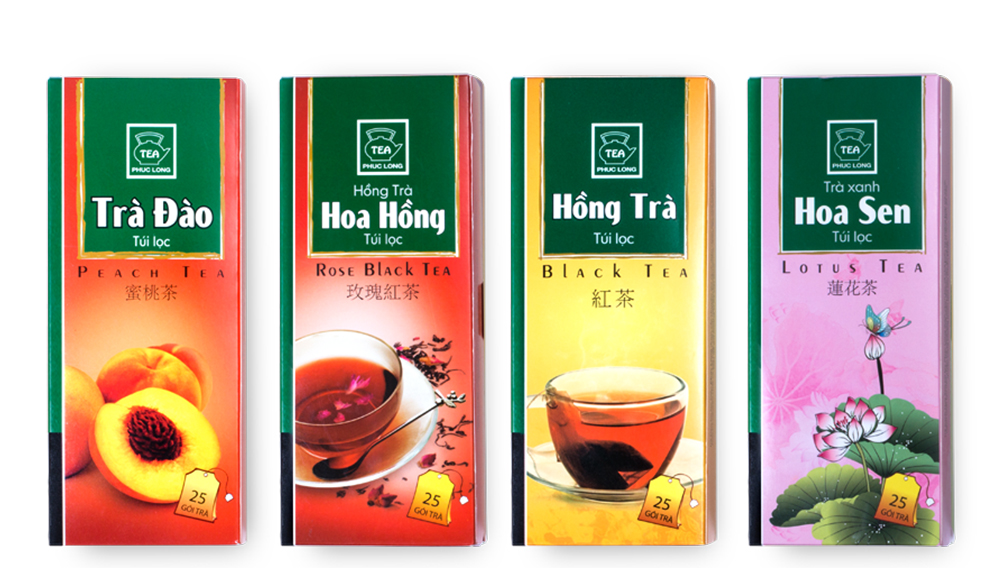 TEA
PHUC LONG
Trà Đào
Túi lọc
PEACH TEA
蜜桃茶
25
GÓI TRÀ
TEA
PHUC LONG
Hồng Trà
Hoa Hồng
Túi lọc
ROSE BLACK TEA
玫瑰紅茶
25
GÓI TRÀ
TEA
PHUC LONG
Hồng Trà
Túi lọc
BLACK TEA
紅茶
25
GÓI TRÀ
TEA
PHUC LONG
Trà xanh
Hoa Sen
Túi lọc
LOTUS TEA
蓮花茶
25
GÓI TRÀ